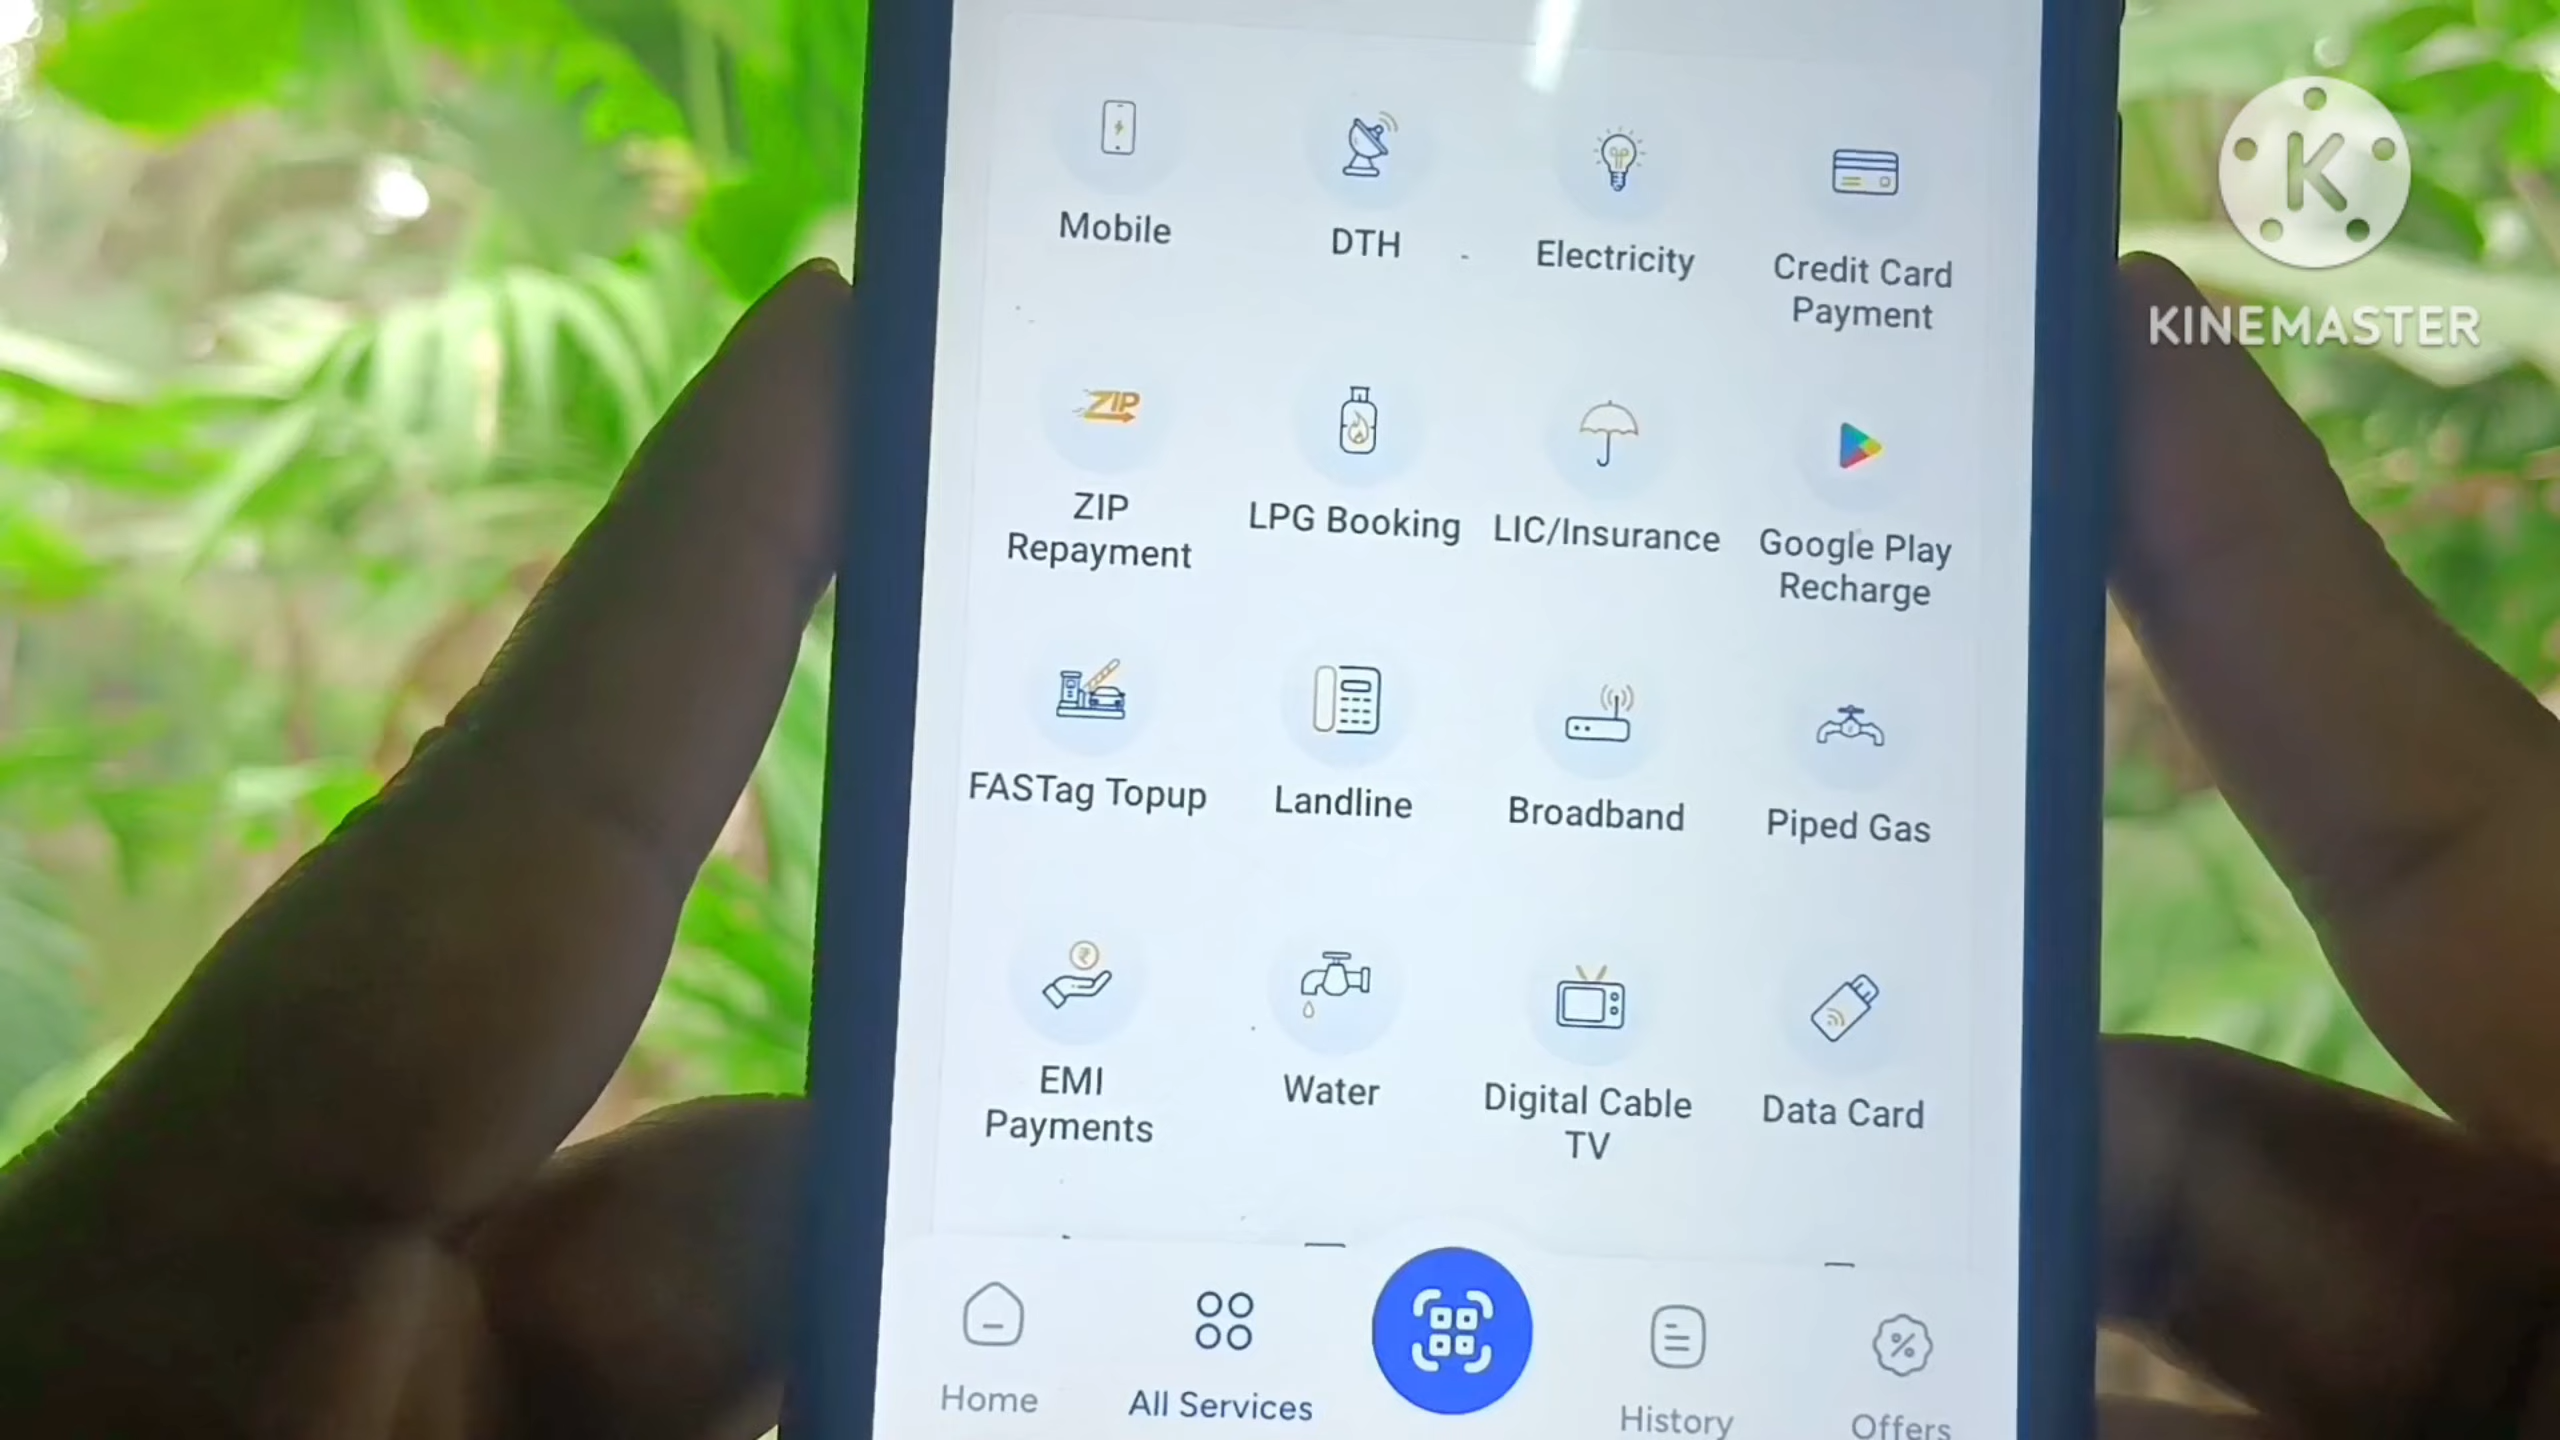 Mobile
DTH
Electricity
Credit Card
Payment
ZIP
ZIP
Repayment
LPG Booking
LIC/Insurance
Google Play
Recharge
FASTag Topup
Landline
Broadband
Piped Gas
₹
EMI
Payments
Water
Digital Cable
TV
Data Card
Home
All Services
%
History
Offers
K
KINEMASTER